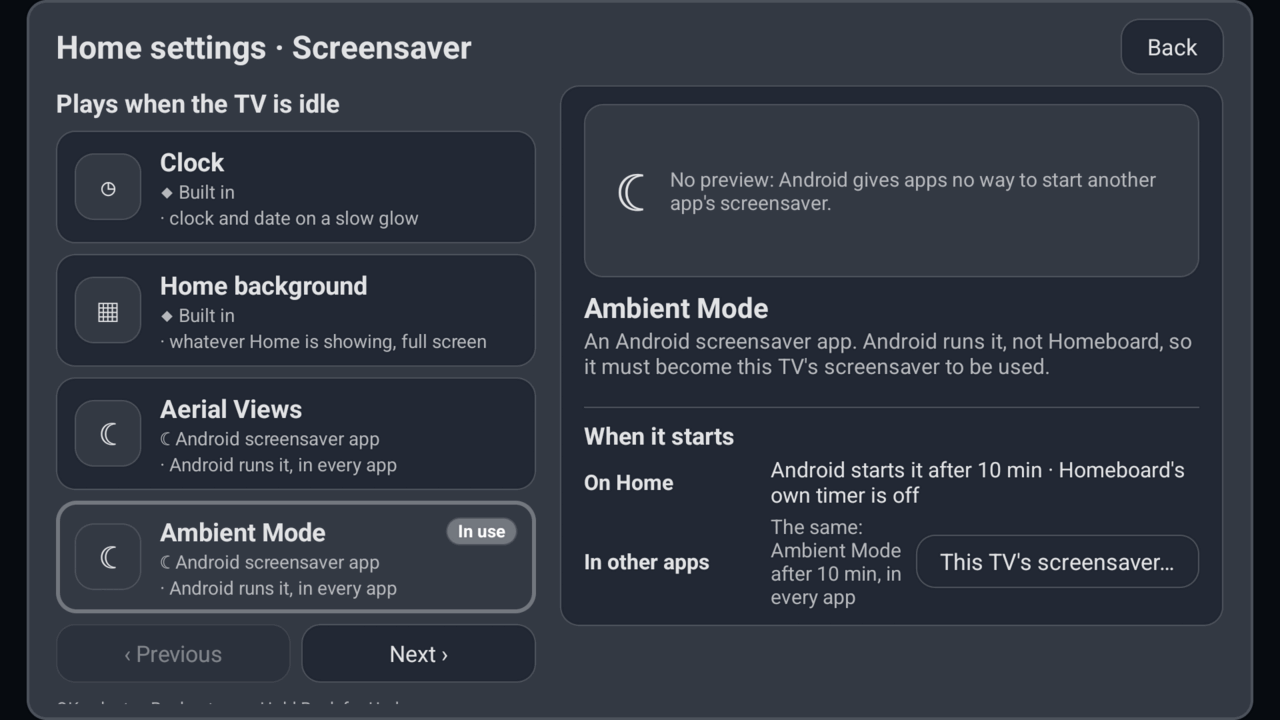 Home settings · Screensaver
Back
Plays when the TV is idle
Clock
◆ Built in
· clock and date on a slow glow
Home background
◆ Built in
· whatever Home is showing, full screen
Aerial Views
☾ Android screensaver app
· Android runs it, in every app
Ambient Mode
In use
☾ Android screensaver app
· Android runs it, in every app
‹ Previous
Next ›
No preview: Android gives apps no way to start another
app's screensaver.
Ambient Mode
An Android screensaver app. Android runs it, not Homeboard, so
it must become this TV's screensaver to be used.
When it starts
On Home
Android starts it after 10 min · Homeboard's
own timer is off
In other apps
The same:
Ambient Mode
after 10 min, in
every app
This TV's screensaver…